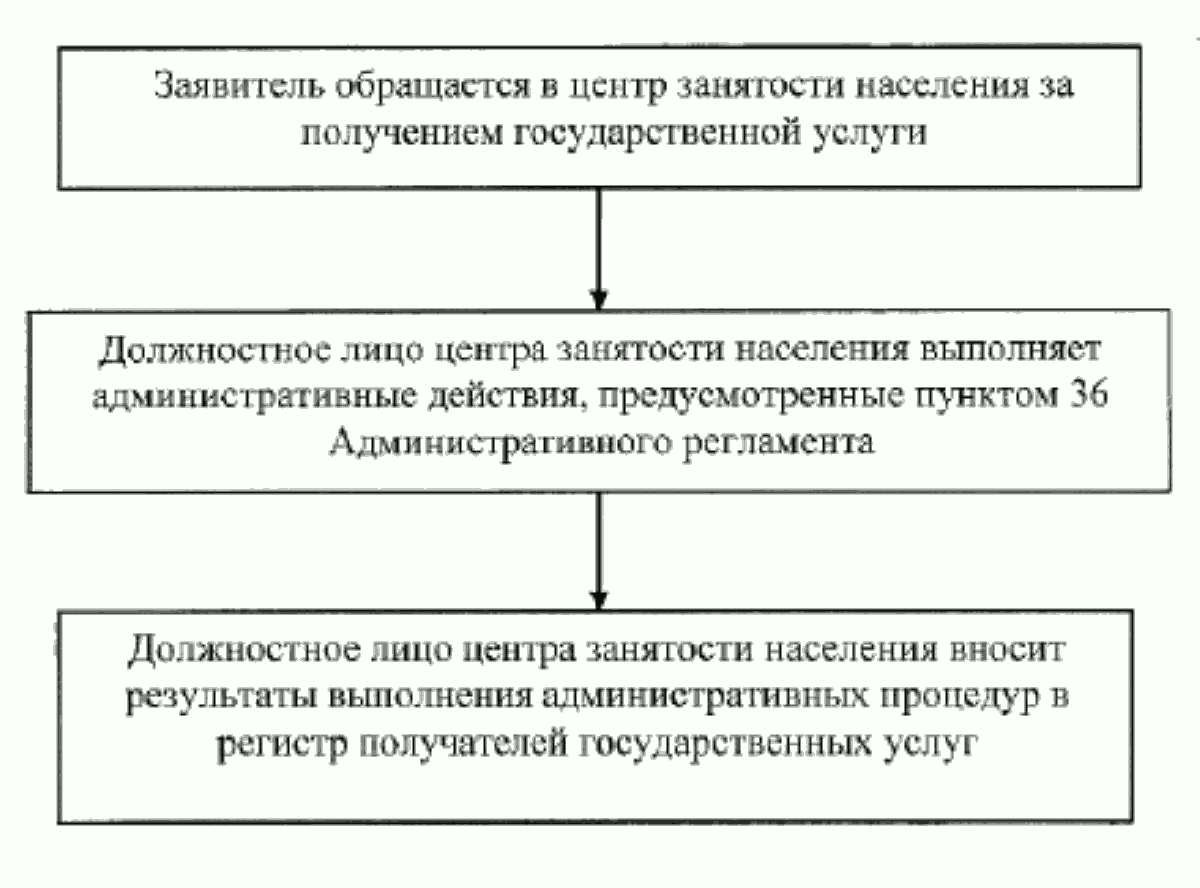 Заявитель обращается в центр занятости населения за
получением государственной услуги
Должностное лицо центра занятости населения выполняет
административные действия, предусмотренные пунктом 36
Административного регламента
Должностное лицо центра занятости населения вносит
результаты выполнения административных процедур в
регистр получателей государственных услуг